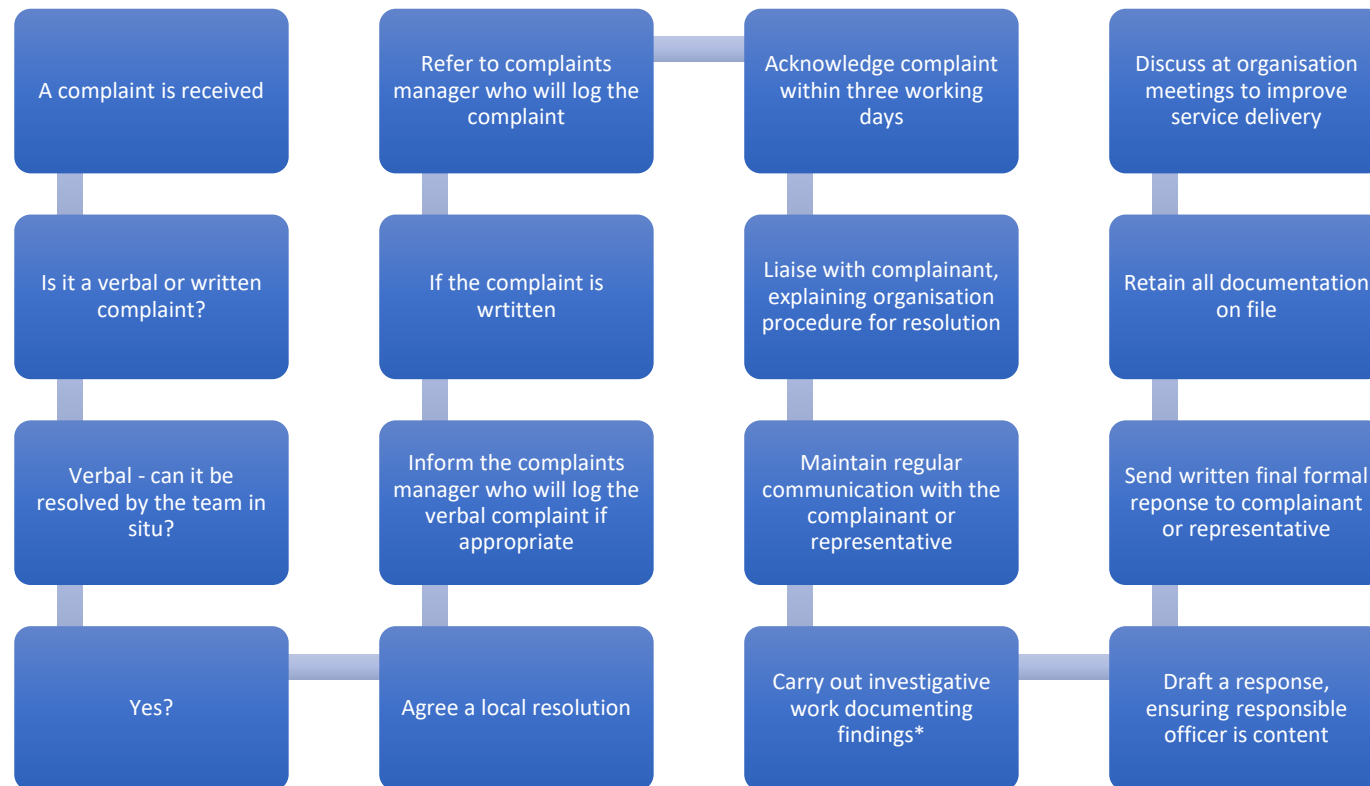 A complaint is received
Is it a verbal or written
complaint?
Verbal - can it be
resolved by the team in
situ?
Yes?
Agree a local resolution
Inform the complaints
manager who will log the
verbal complaint if
appropriate
If the complaint is
wrtitten
Refer to complaints
manager who will log the
complaint
Acknowledge complaint
within three working
days
Liaise with complainant,
explaining organisation
procedure for resolution
Maintain regular
communication with the
complainant or
representative
Carry out investigative
work documenting
findings*
Draft a response,
ensuring responsible
officer is content
Send written final formal
reponse to complainant
or representative
Retain all documentation
on file
Discuss at organisation
meetings to improve
service delivery